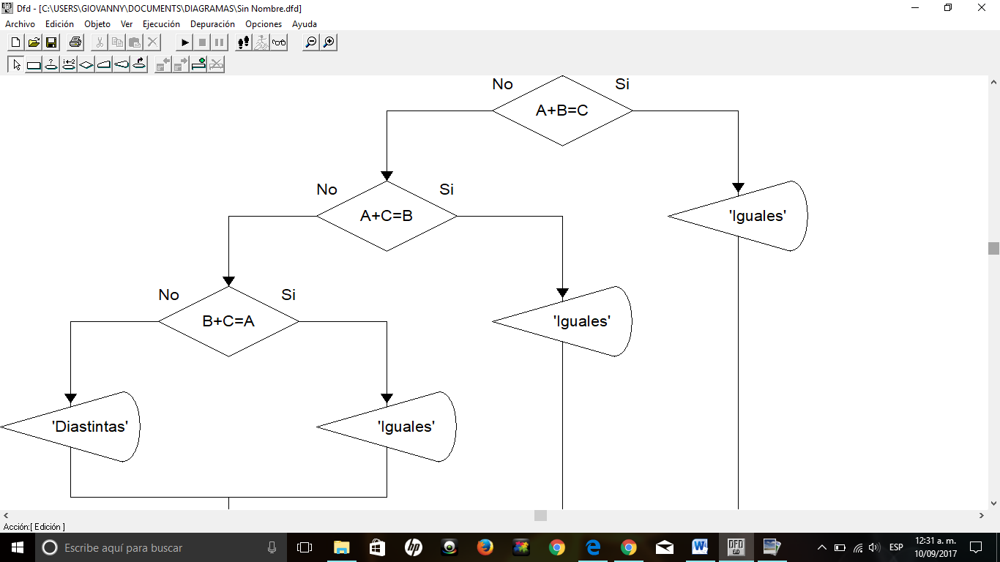 Dfd - [C:\USERS\GIOVANNY\DOCUMENTS\DIAGRAMAS\Sin Nombre.dfd]
Archivo Edición Objeto Ver Ejecución Depuración Opciones Ayuda
No Si
A+B=C
No Si
A+C=B
'Iguales'
No Si
B+C=A
'Iguales'
'Diastintas'
'Iguales'
Acción:[ Edición ]
Escribe aquí para buscar
ESP
12:31 a. m.
10/09/2017